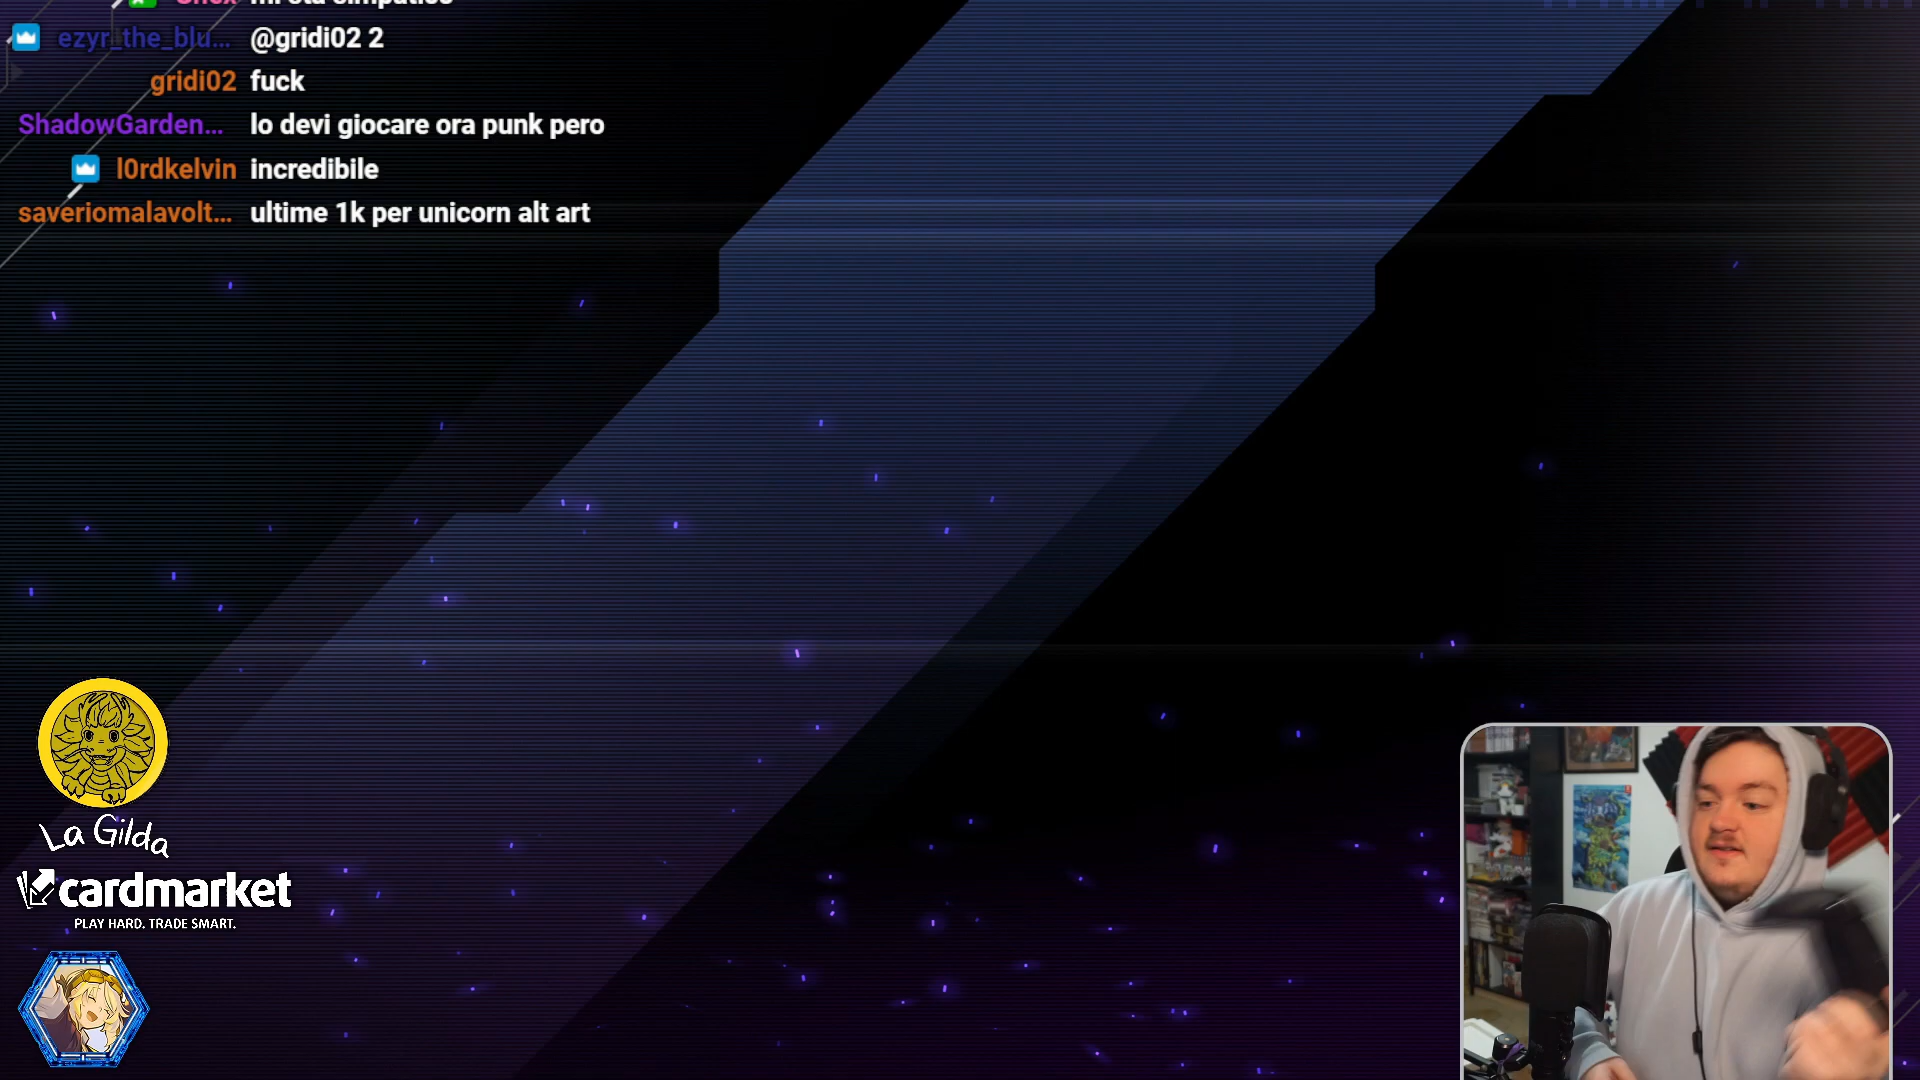 ezyr_the_blu... @gridi02 2
gridi02 fuck
ShadowGarden... lo devi giocare ora punk pero
l0rdkelvin incredibile
saveriomalavolt... ultime 1k per unicorn alt art
La Gilda
cardmarket
PLAY HARD. TRADE SMART.